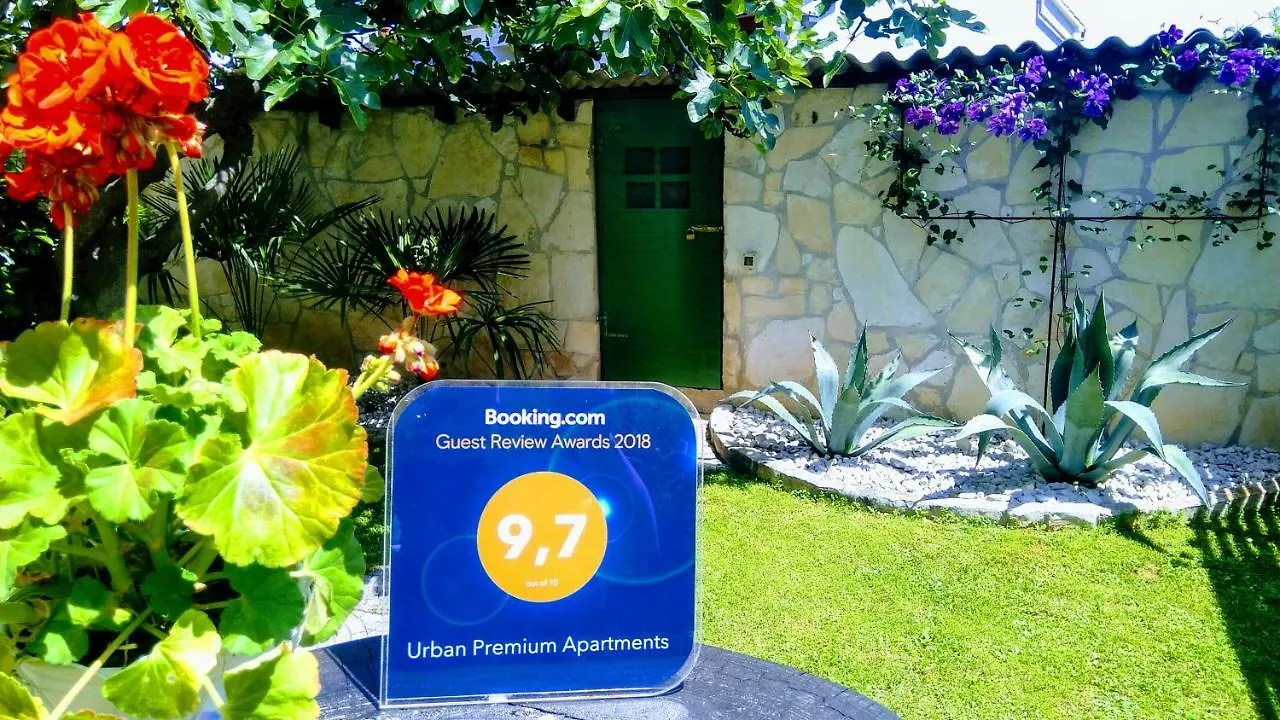 Booking.com
Guest Review Awards 2018
9,7
out of 10
Urban Premium Apartments